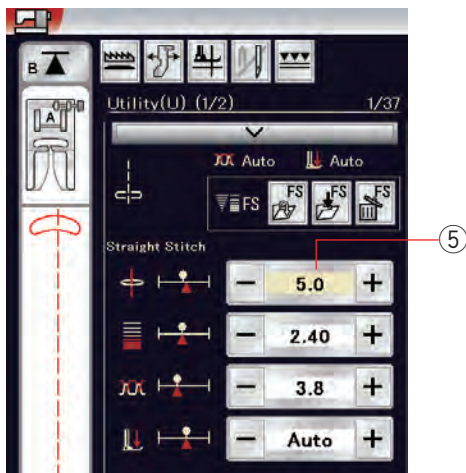 B
A
Utility(U) (1/2) 1/37
Auto Auto
FS FS FS FS
Straight Stitch
5.0
2.40
3.8
Auto
5